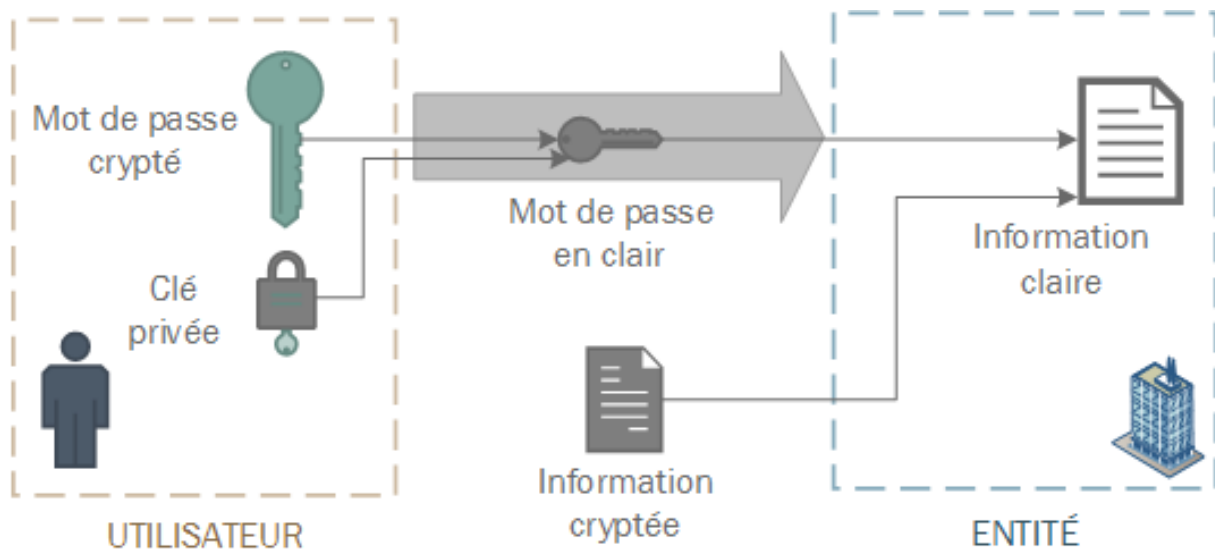 Mot de passe
crypté
Clé
privée
UTILISATEUR
Mot de passe
en clair
Information
cryptée
Information
claire
ENTITÉ